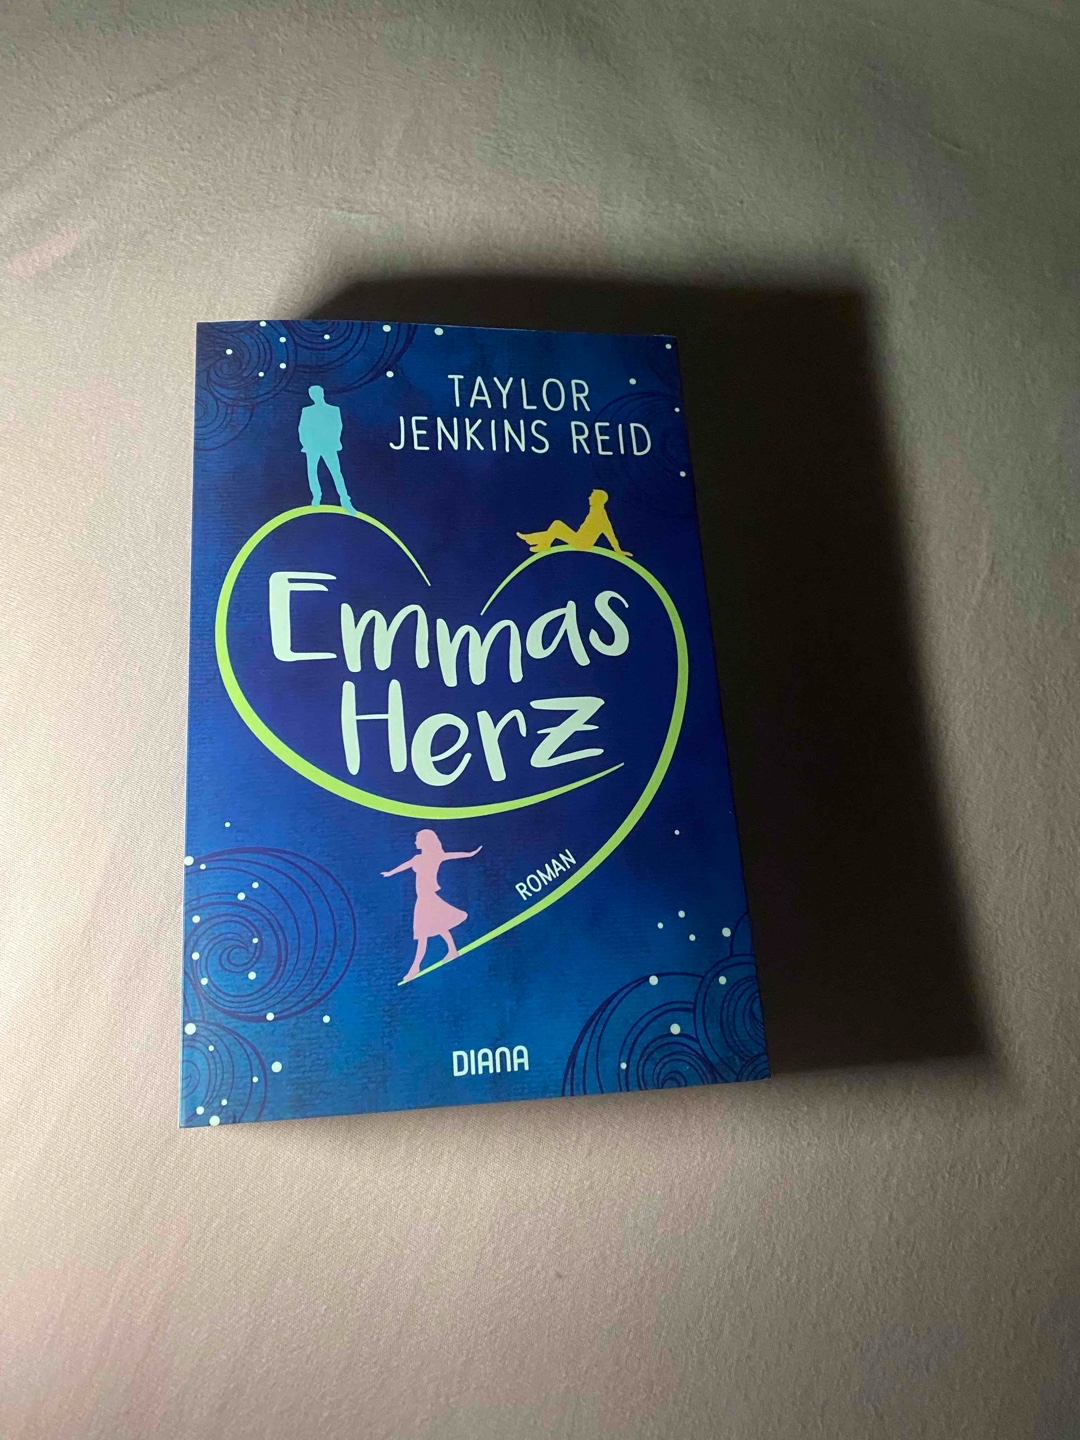 TAYLOR
JENKINS REID
Emmas
Herz
ROMAN
DIANA